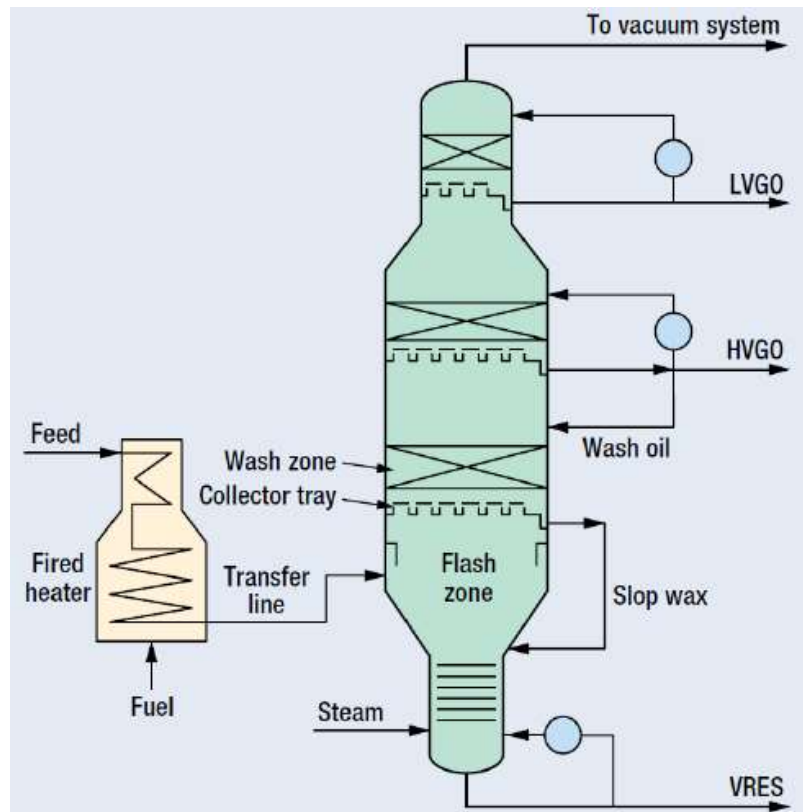 To vacuum system
LVGO
HVGO
Wash oil
Feed
Wash zone
Collector tray
Fired
heater
Transfer
line
Flash
zone
Slop wax
Fuel
Steam
VRES